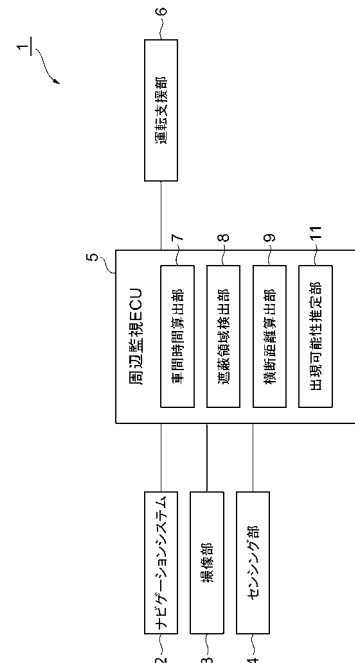 1
ナビゲーションシステム
2
撮像部
3
センシング部
4
周辺監視ECU
5
車間時間算出部
7
遮蔽領域検出部
8
横断距離算出部
9
出現可能性推定部
11
運転支援部
6